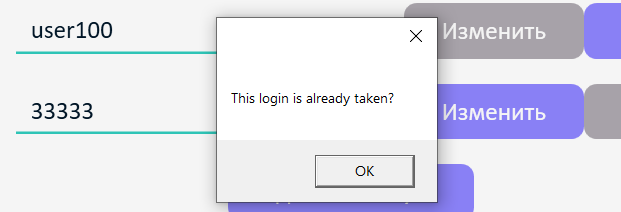 user100
Изменить
This login is already taken?
33333
Изменить
OK